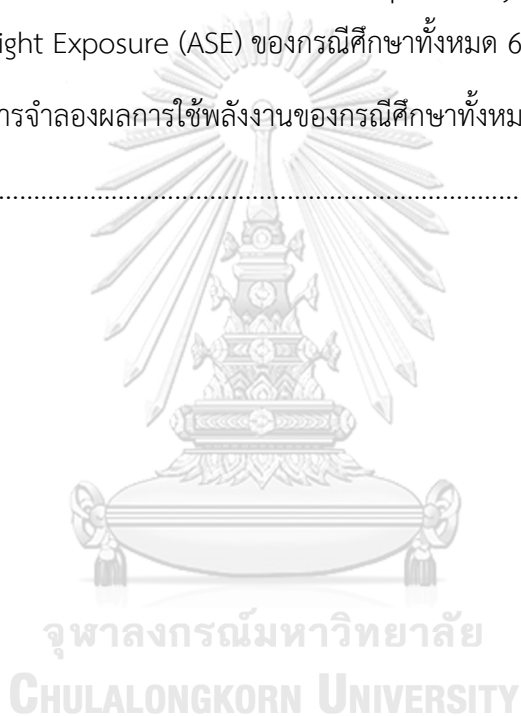 ight Exposure (ASE) ของกรณีศึกษาทั้งหมด 6
การจำลองผลการใช้พลังงานของกรณีศึกษาทั้งหม
................................................................................
จุฬาลงกรณ์มหาวิทยาลัย
CHULALONGKORN UNIVERSITY